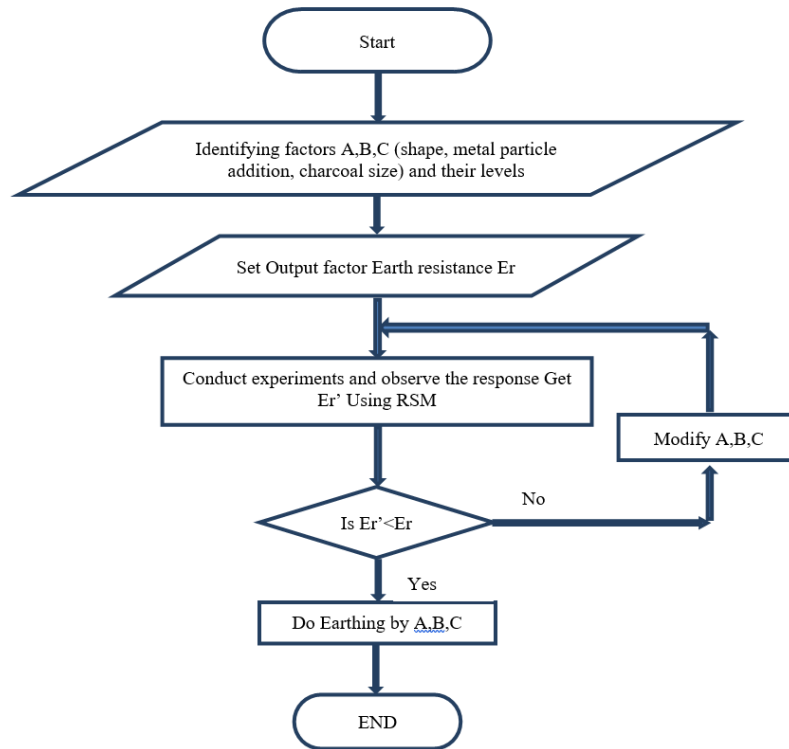 Start
Identifying factors A,B,C (shape, metal particle
addition, charcoal size) and their levels
Set Output factor Earth resistance Er
Conduct experiments and observe the response Get
Er’ Using RSM
Modify A,B,C
Is Er’<Er
No
Yes
Do Earthing by A,B,C
END